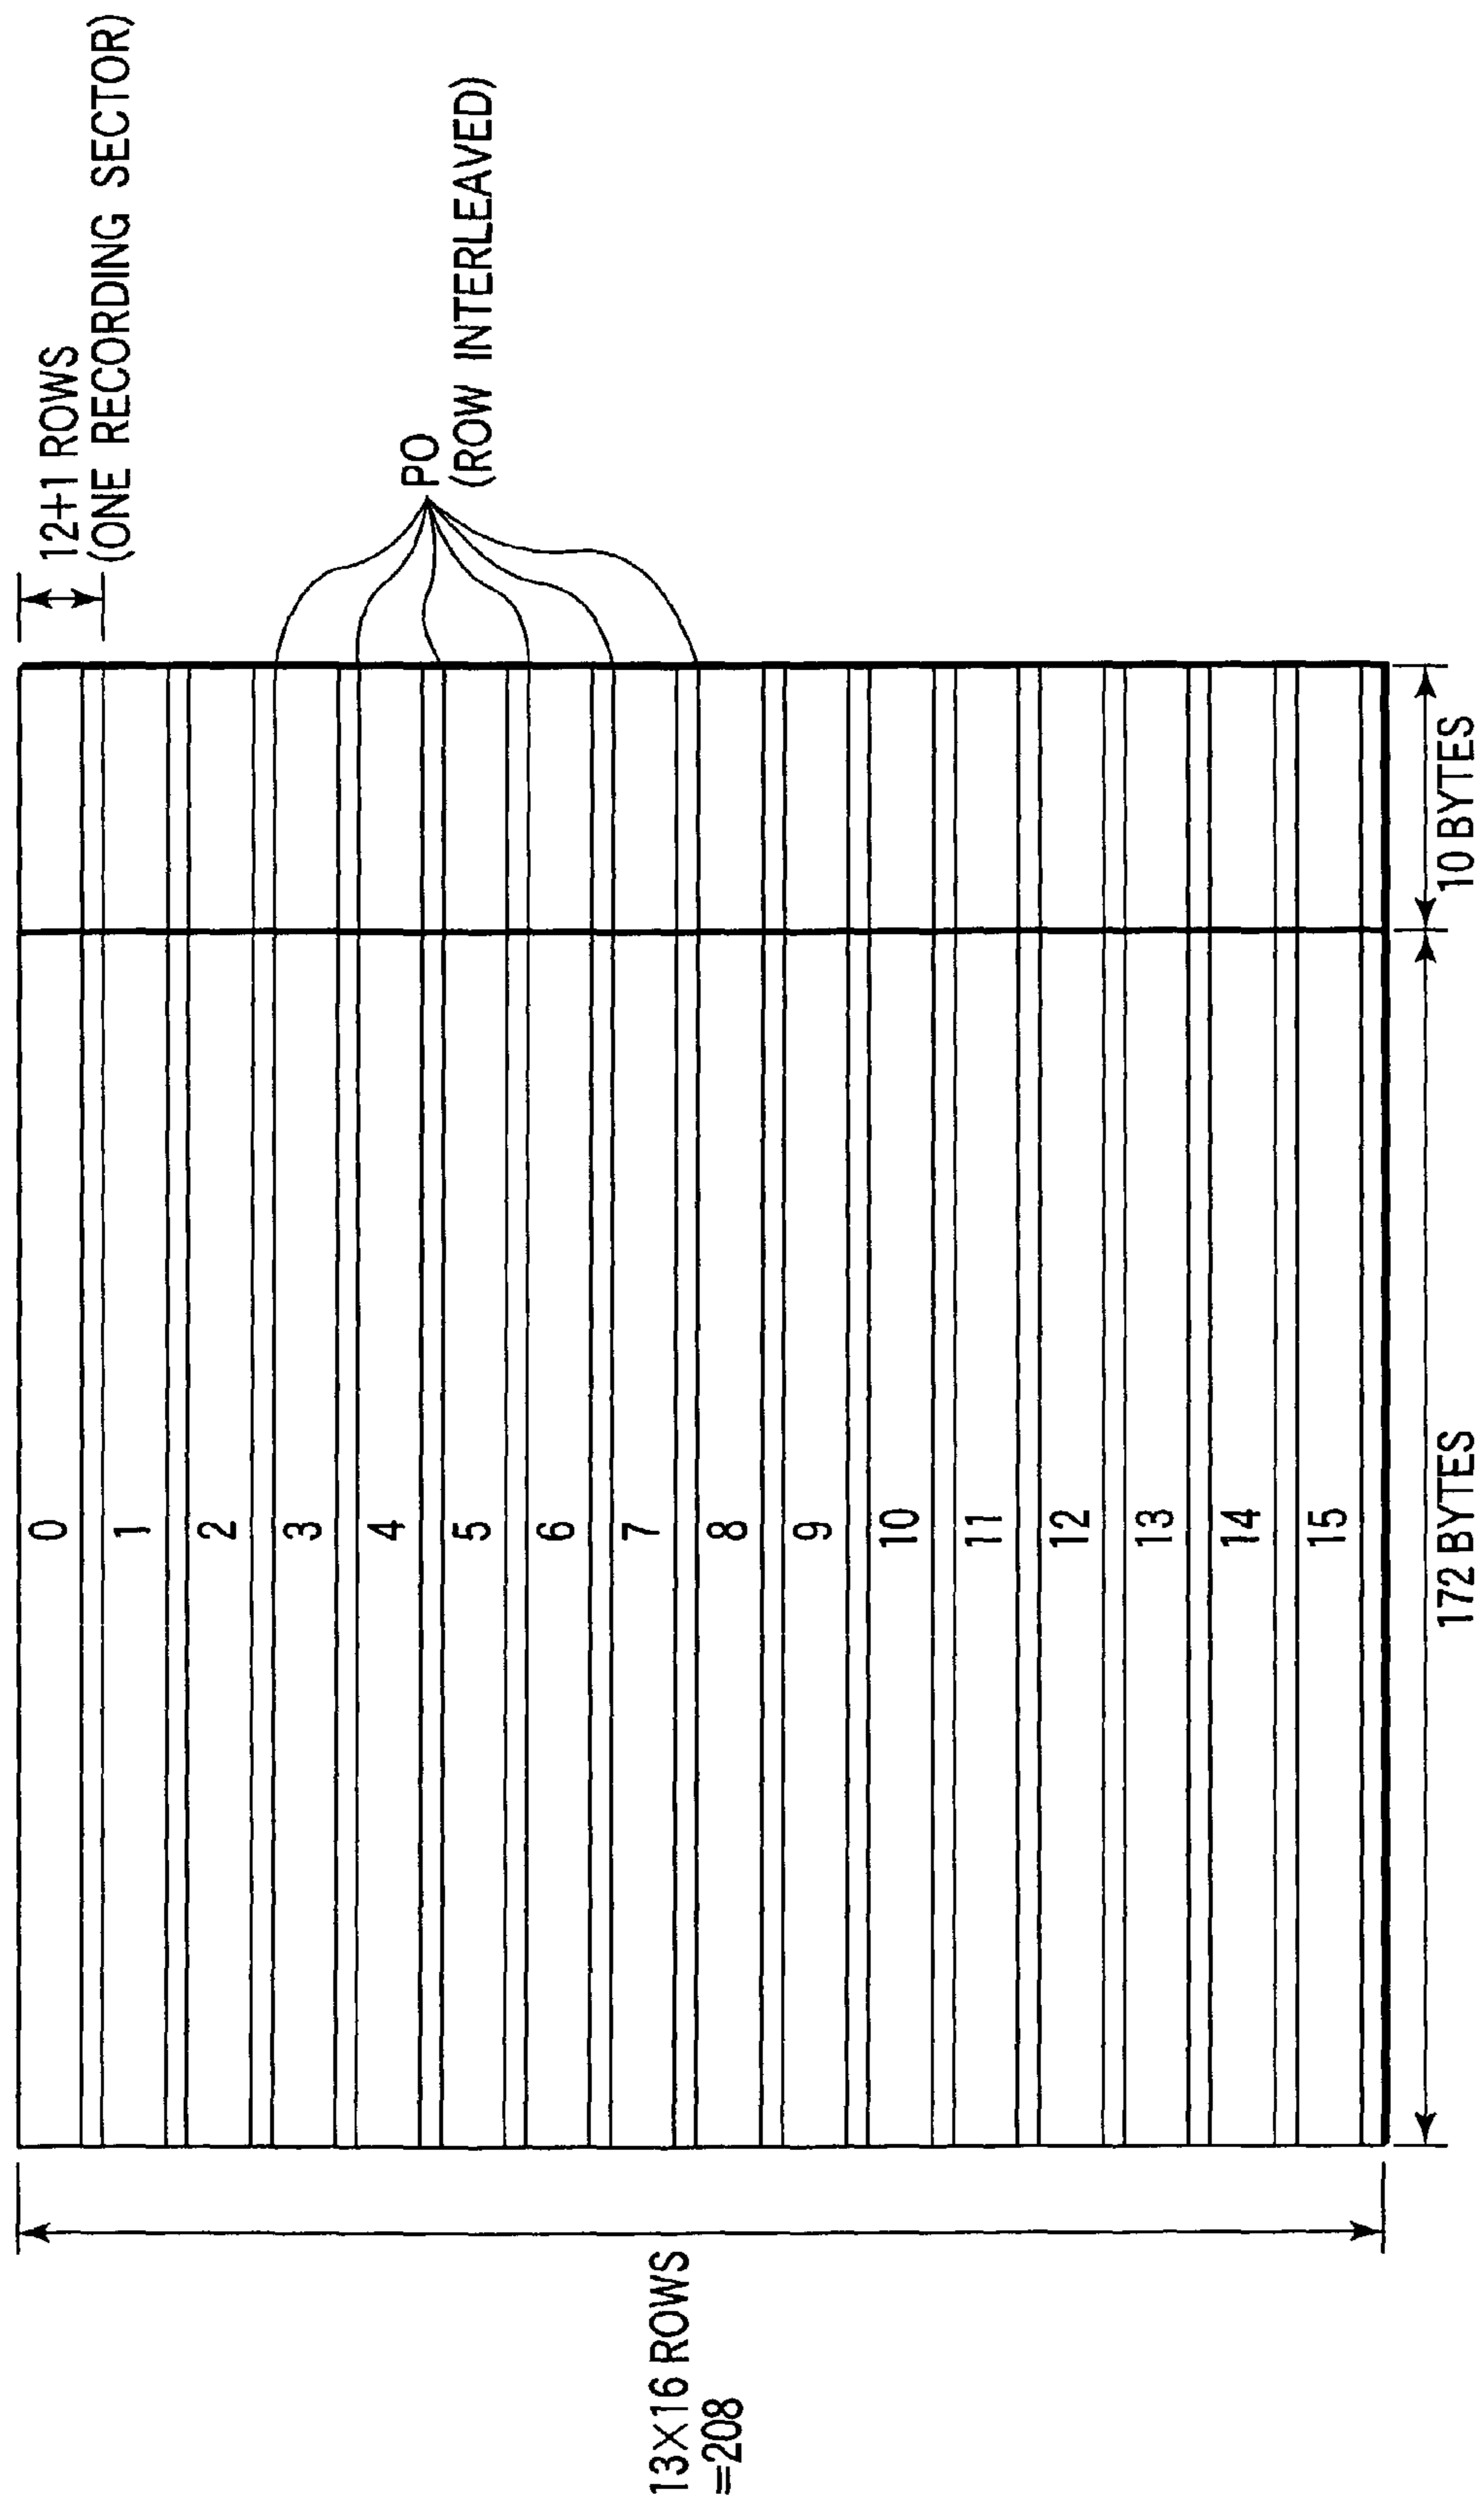 12+1 ROWS
(ONE RECORDING SECTOR)
PO
(ROW INTERLEAVED)
0
1
2
3
4
5
6
7
8
9
10
11
12
13
14
15
13×16 ROWS
=208
172 BYTES
10 BYTES